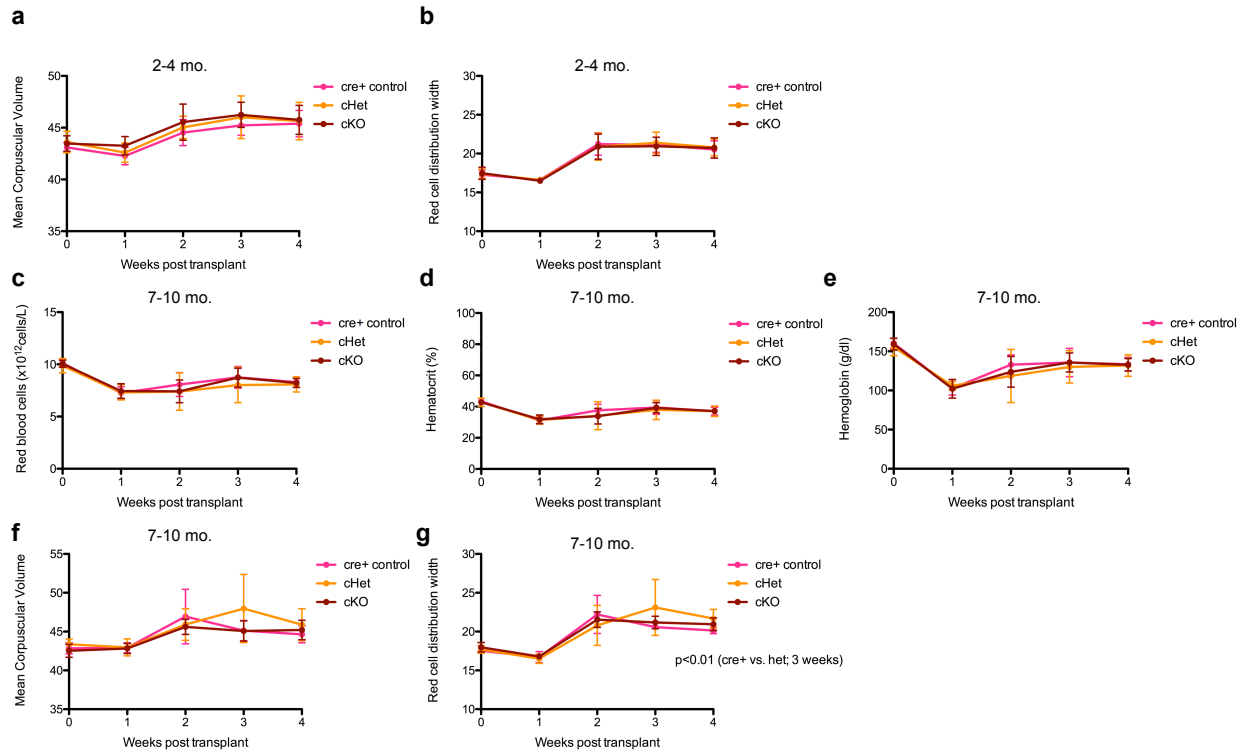 a
2-4 mo.
Mean Corpuscular Volume
50
45
40
35
0 1 2 3 4
Weeks post transplant
cre+ control
cHet
cKO
b
2-4 mo.
Red cell distribution width
30
25
20
15
10
0 1 2 3 4
Weeks post transplant
cre+ control
cHet
cKO
c
7-10 mo.
Red blood cells (x10¹²cells/L)
15
10
5
0
0 1 2 3 4
Weeks post transplant
cre+ control
cHet
cKO
d
7-10 mo.
Hematocrit (%)
100
80
60
40
20
0
0 1 2 3 4
Weeks post transplant
cre+ control
cHet
cKO
e
7-10 mo.
Hemoglobin (g/dl)
200
150
100
50
0
0 1 2 3 4
Weeks post transplant
cre+ control
cHet
cKO
f
7-10 mo.
Mean Corpuscular Volume
55
50
45
40
35
0 1 2 3 4
Weeks post transplant
cre+ control
cHet
cKO
g
7-10 mo.
Red cell distribution width
30
25
20
15
10
0 1 2 3 4
Weeks post transplant
cre+ control
cHet
cKO
p<0.01 (cre+ vs. het; 3 weeks)